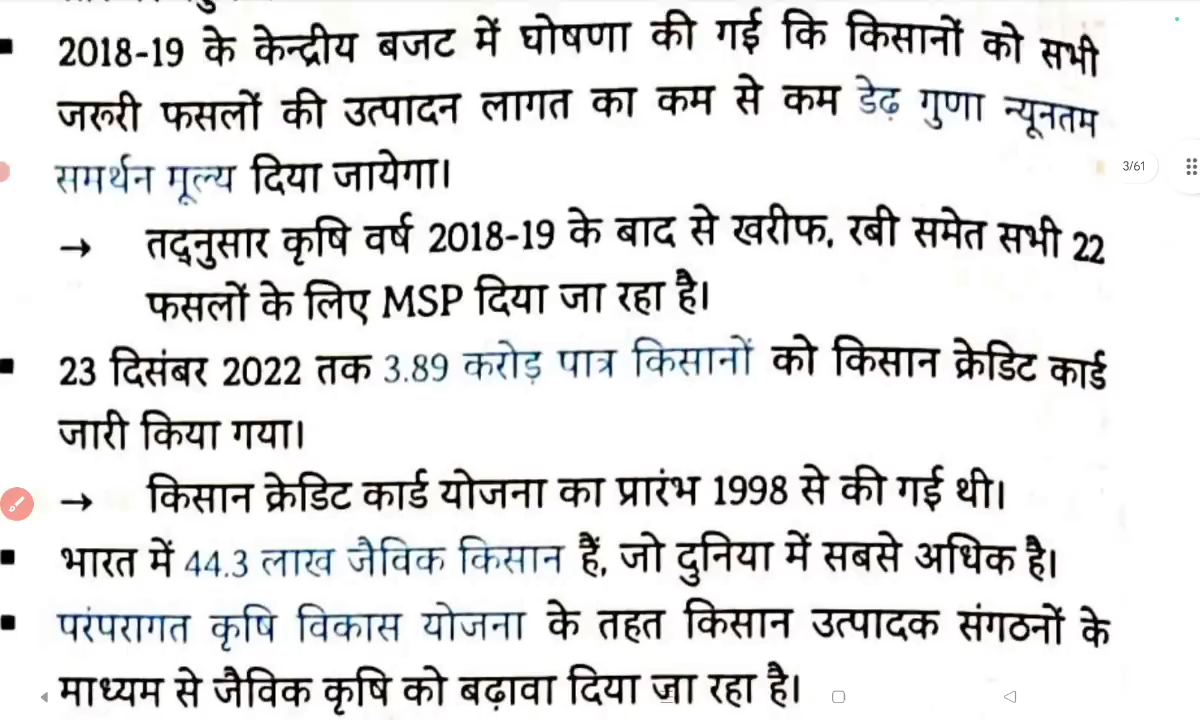 ■ 2018-19 के केन्द्रीय बजट में घोषणा की गई कि किसानों को सभी
जरूरी फसलों की उत्पादन लागत का कम से कम डेढ़ गुणा न्यूनतम
समर्थन मूल्य दिया जायेगा।
3/61
→ तद्नुसार कृषि वर्ष 2018-19 के बाद से खरीफ, रबी समेत सभी 22
फसलों के लिए MSP दिया जा रहा है।
■ 23 दिसंबर 2022 तक 3.89 करोड़ पात्र किसानों को किसान क्रेडिट कार्ड
जारी किया गया।
→ किसान क्रेडिट कार्ड योजना का प्रारंभ 1998 से की गई थी।
■ भारत में 44.3 लाख जैविक किसान हैं, जो दुनिया में सबसे अधिक है।
■ परंपरागत कृषि विकास योजना के तहत किसान उत्पादक संगठनों के
माध्यम से जैविक कृषि को बढ़ावा दिया जा रहा है।